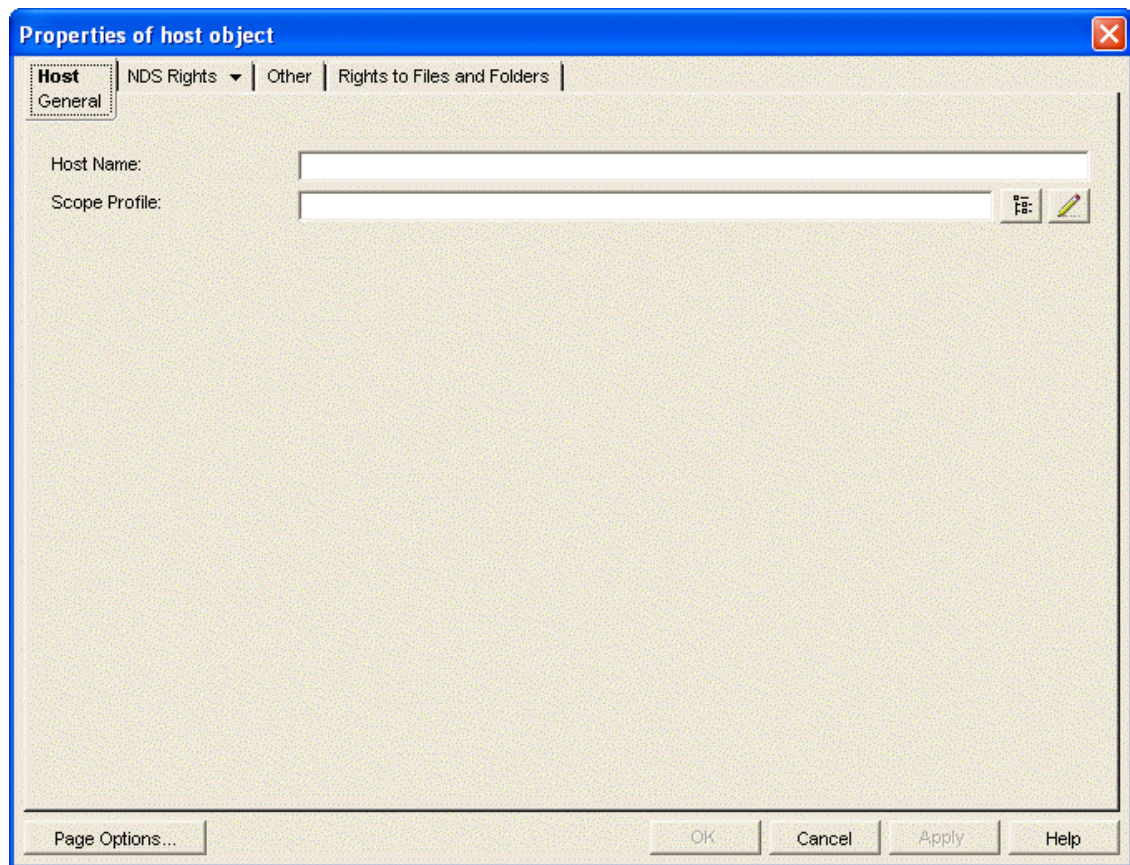 Properties of host object
Host NDS Rights Other Rights to Files and Folders
General
Host Name:
Scope Profile:
Page Options... OK Cancel Apply Help